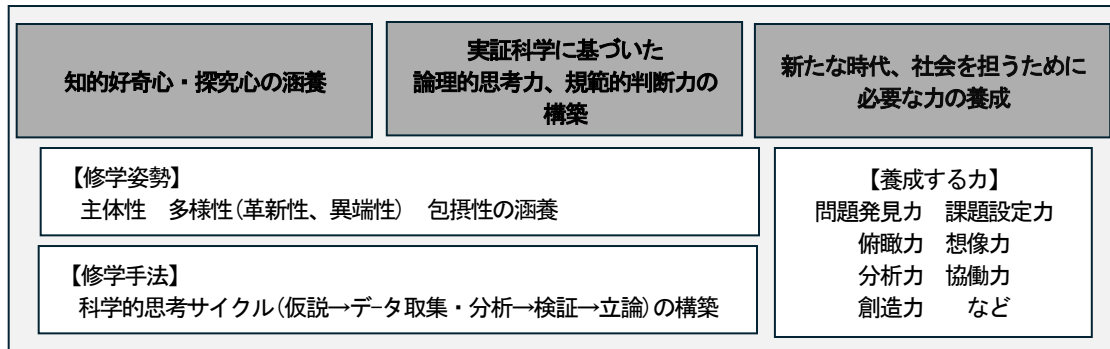 知的好奇心・探究心の涵養
実証科学に基づいた
論理的思考力、規範的判断力の
構築
新たな時代、社会を担うために
必要な力の養成
【修学姿勢】
主体性 多様性(革新性、異端性) 包摂性の涵養
【修学手法】
科学的思考サイクル(仮説→データ取集・分析→検証→立論)の構築
【養成する力】
問題発見力 課題設定力
俯瞰力 想像力
分析力 協働力
創造力 など